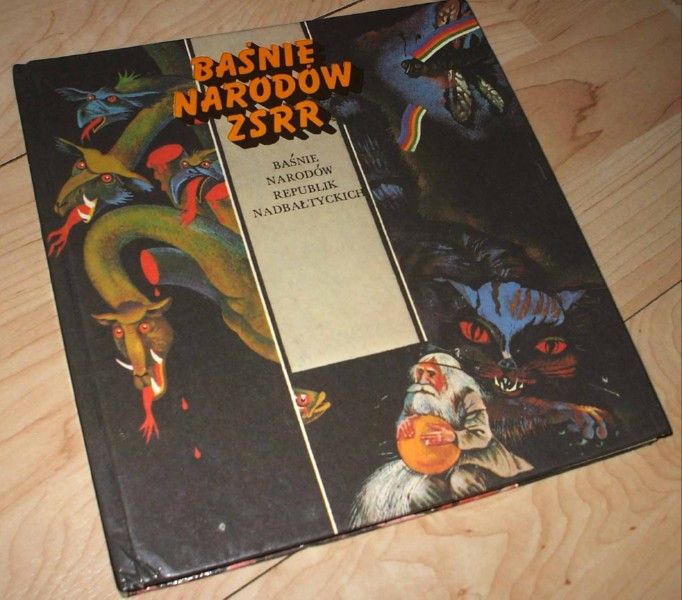 BAŚNIE
NARODÓW
ZSRR
BAŚNIE
NARODÓW
REPUBLIK
NADBAŁTYCKICH